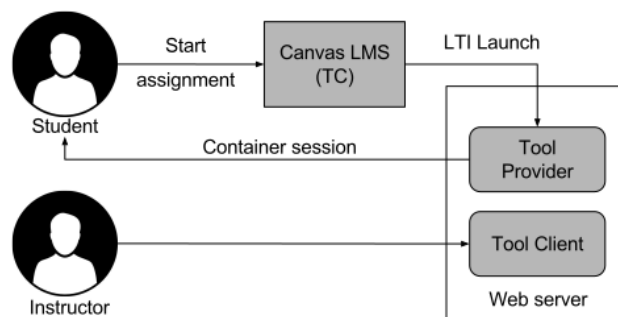 Start
assignment
Canvas LMS
(TC)
LTI Launch
Student
Container session
Tool
Provider
Tool Client
Instructor
Web server